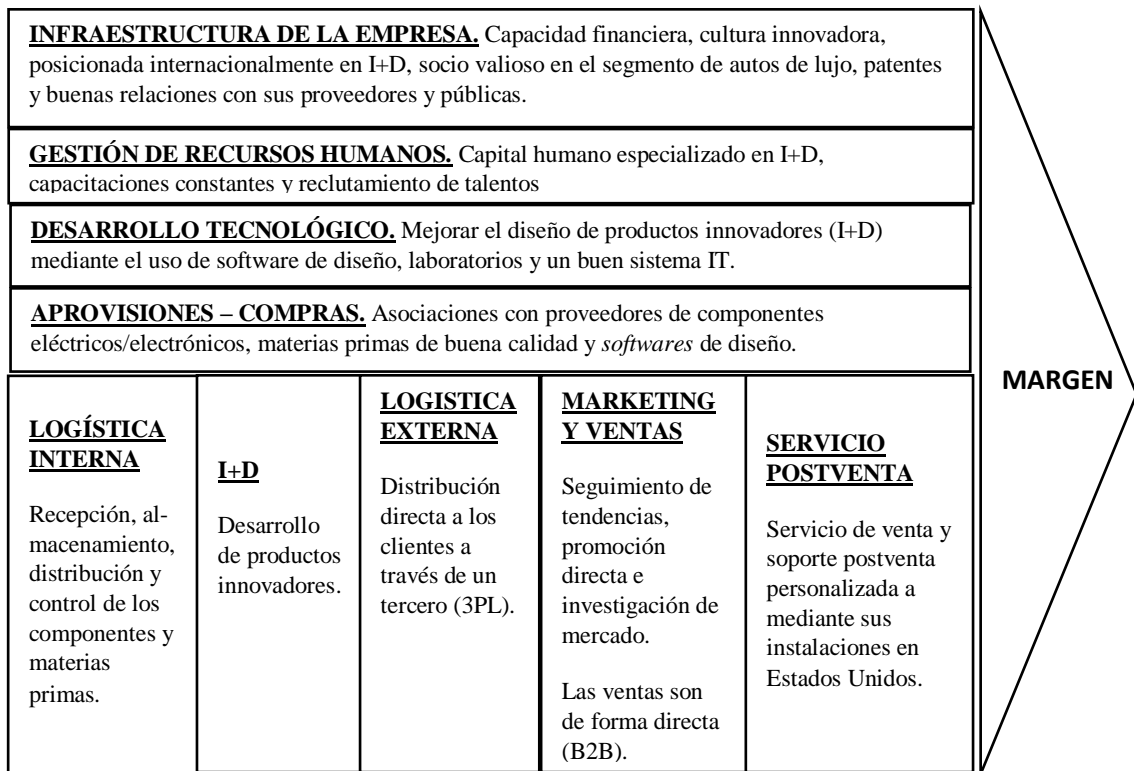 INFRAESTRUCTURA DE LA EMPRESA. Capacidad financiera, cultura innovadora,
posicionada internacionalmente en I+D, socio valioso en el segmento de autos de lujo, patentes
y buenas relaciones con sus proveedores y públicas.
GESTIÓN DE RECURSOS HUMANOS. Capital humano especializado en I+D,
capacitaciones constantes y reclutamiento de talentos
DESARROLLO TECNOLÓGICO. Mejorar el diseño de productos innovadores (I+D)
mediante el uso de software de diseño, laboratorios y un buen sistema IT.
APROVISIONES – COMPRAS. Asociaciones con proveedores de componentes
eléctricos/electrónicos, materias primas de buena calidad y softwares de diseño.
LOGÍSTICA
INTERNA
Recepción, al-
macenamiento,
distribución y
control de los
componentes y
materias
primas.
I+D
Desarrollo
de productos
innovadores.
LOGISTICA
EXTERNA
Distribución
directa a los
clientes a
través de un
tercero (3PL).
MARKETING
Y VENTAS
Seguimiento de
tendencias,
promoción
directa e
investigación de
mercado.
Las ventas son
de forma directa
(B2B).
SERVICIO
POSTVENTA
Servicio de venta y
soporte postventa
personalizada a
mediante sus
instalaciones en
Estados Unidos.
MARGEN